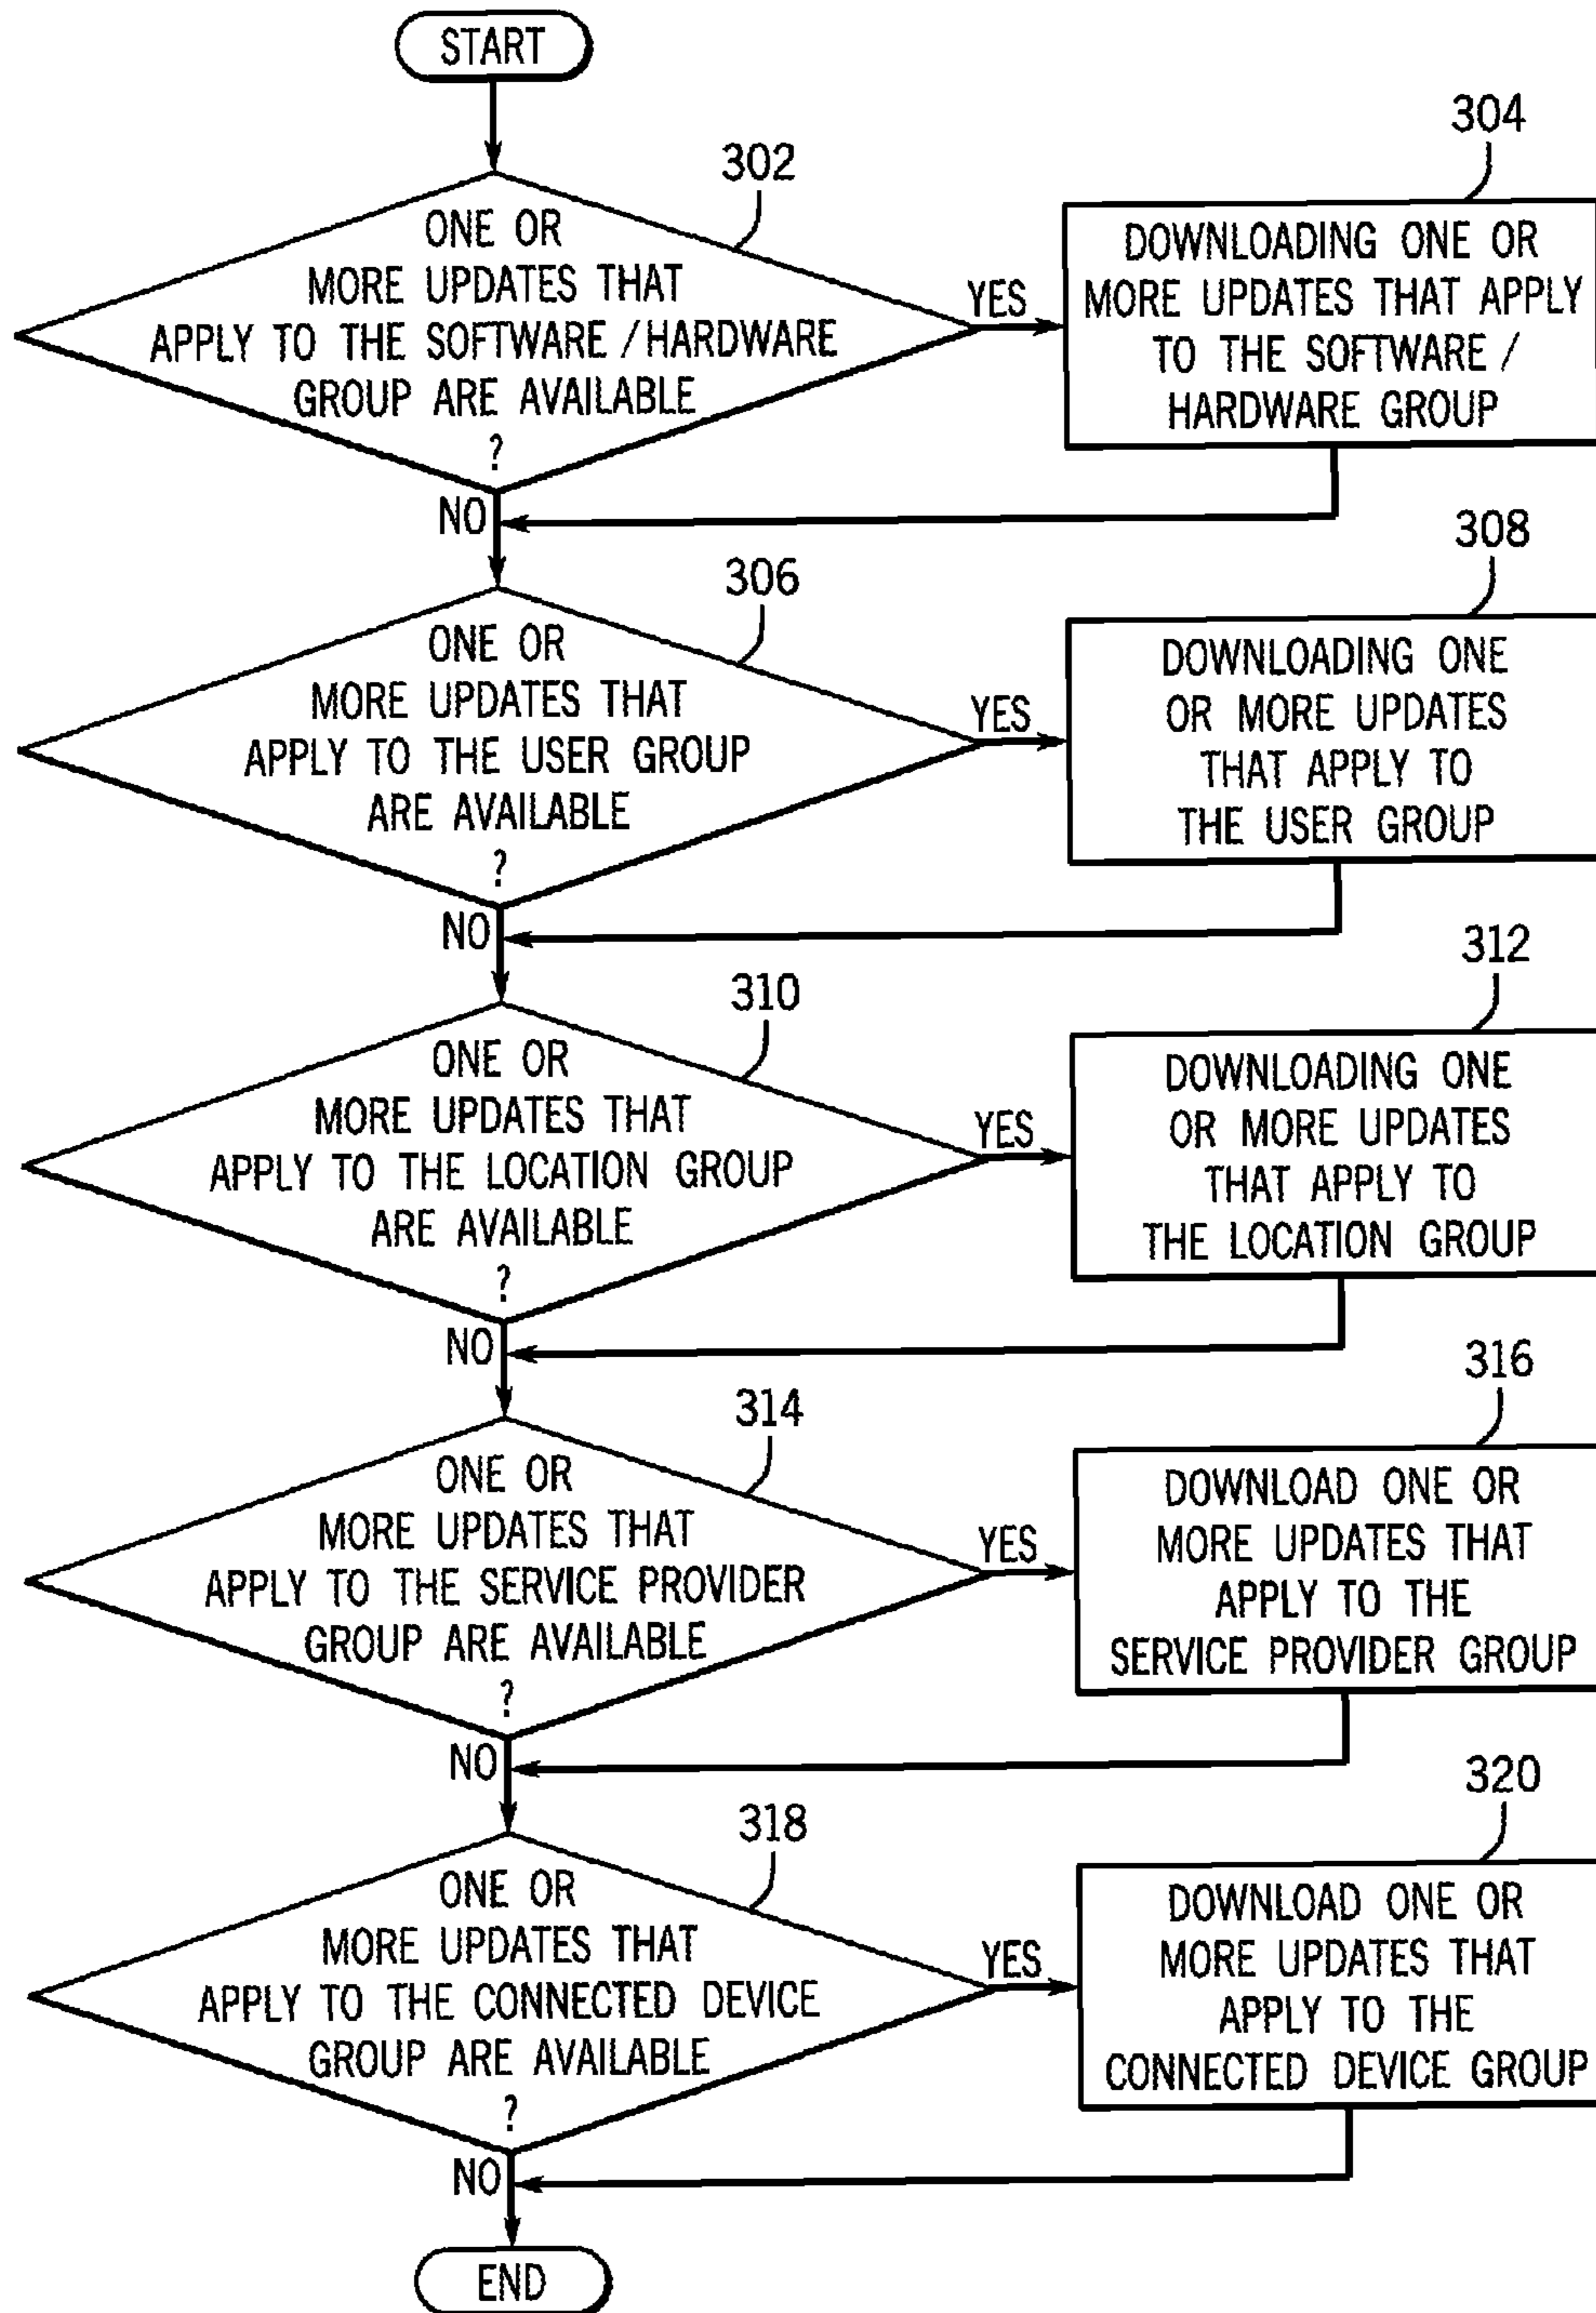 START
302
ONE OR
MORE UPDATES THAT
APPLY TO THE SOFTWARE / HARDWARE
GROUP ARE AVAILABLE
?
YES
NO
304
DOWNLOADING ONE OR
MORE UPDATES THAT APPLY
TO THE SOFTWARE /
HARDWARE GROUP
306
ONE OR
MORE UPDATES THAT
APPLY TO THE USER GROUP
ARE AVAILABLE
?
YES
NO
308
DOWNLOADING ONE
OR MORE UPDATES
THAT APPLY TO
THE USER GROUP
310
ONE OR
MORE UPDATES THAT
APPLY TO THE LOCATION GROUP
ARE AVAILABLE
?
YES
NO
312
DOWNLOADING ONE
OR MORE UPDATES
THAT APPLY TO
THE LOCATION GROUP
314
ONE OR
MORE UPDATES THAT
APPLY TO THE SERVICE PROVIDER
GROUP ARE AVAILABLE
?
YES
NO
316
DOWNLOAD ONE OR
MORE UPDATES THAT
APPLY TO THE
SERVICE PROVIDER GROUP
318
ONE OR
MORE UPDATES THAT
APPLY TO THE CONNECTED DEVICE
GROUP ARE AVAILABLE
?
YES
NO
320
DOWNLOAD ONE OR
MORE UPDATES THAT
APPLY TO THE
CONNECTED DEVICE GROUP
END